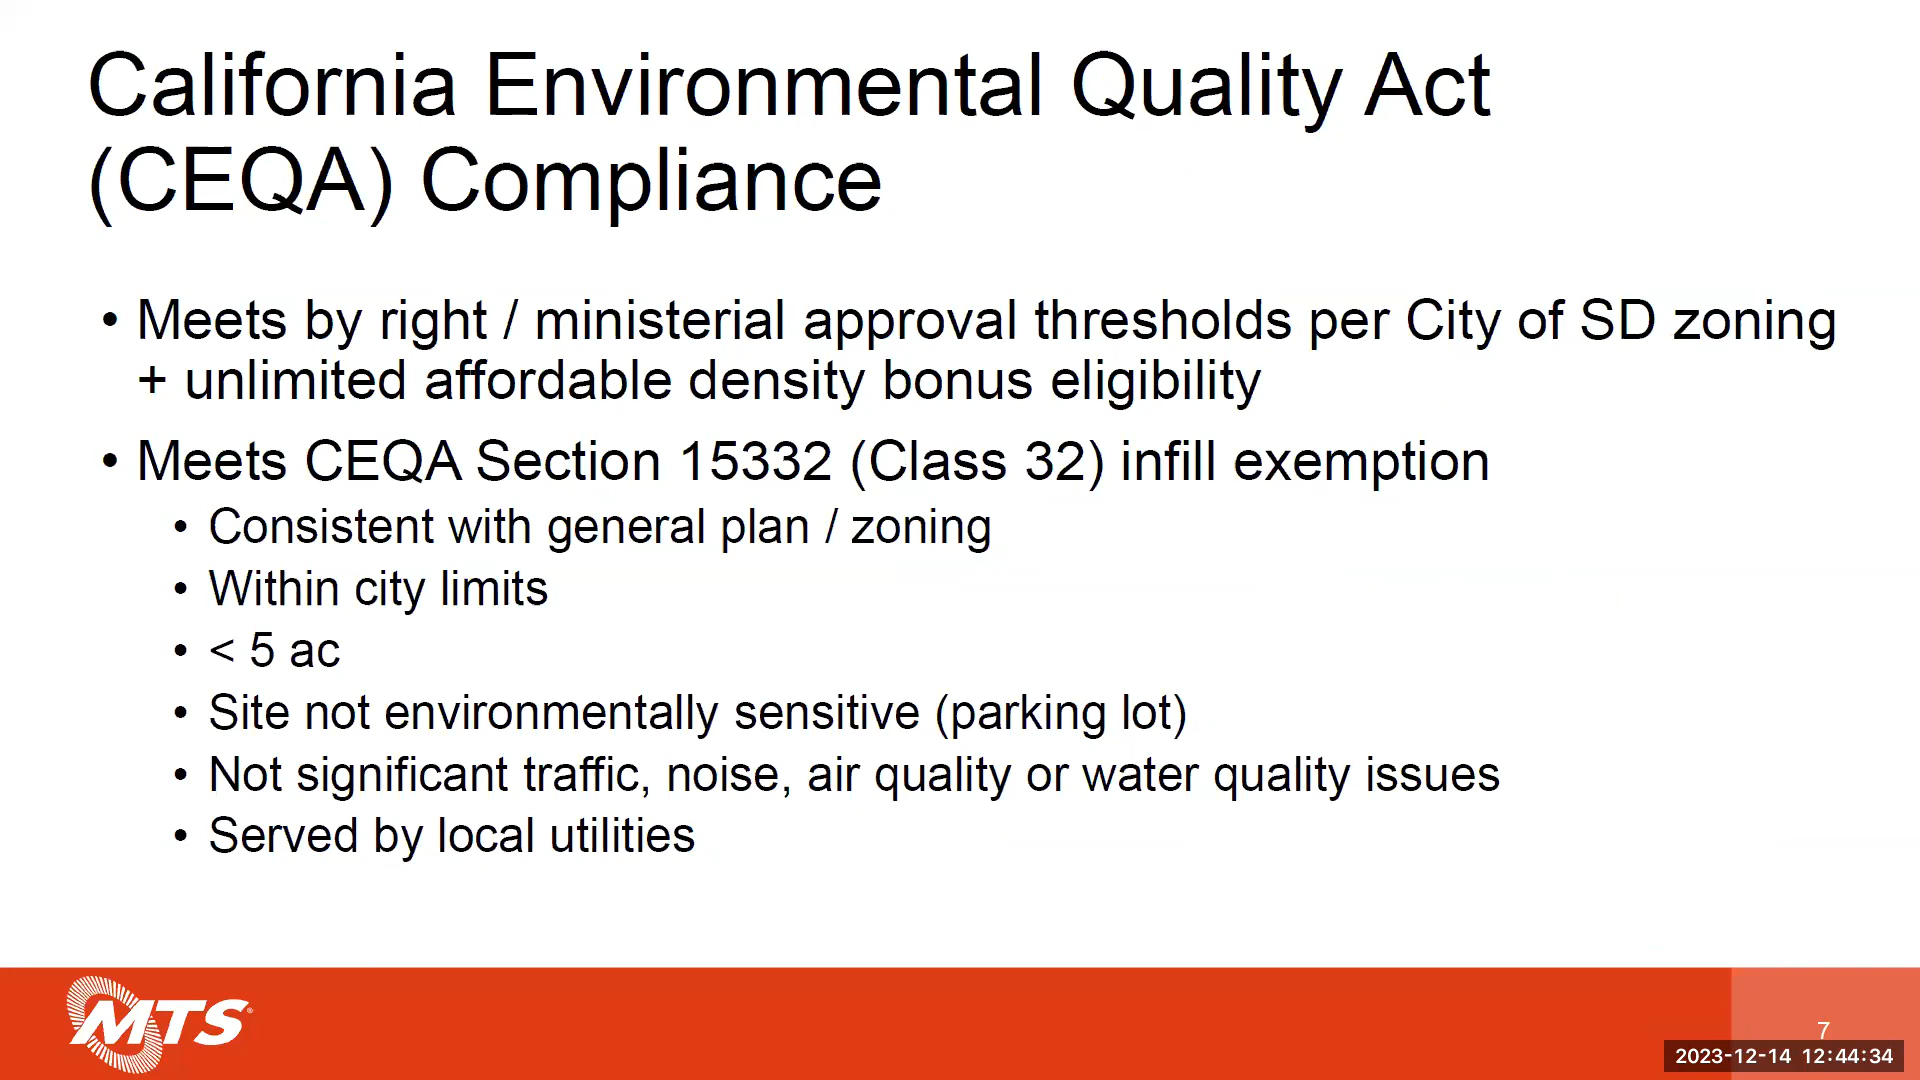 California Environmental Quality Act
(CEQA) Compliance
• Meets by right / ministerial approval thresholds per City of SD zoning
+ unlimited affordable density bonus eligibility
• Meets CEQA Section 15332 (Class 32) infill exemption
• Consistent with general plan / zoning
• Within city limits
• < 5 ac
• Site not environmentally sensitive (parking lot)
• Not significant traffic, noise, air quality or water quality issues
• Served by local utilities
MTS®
7
2023-12-14 12:44:34